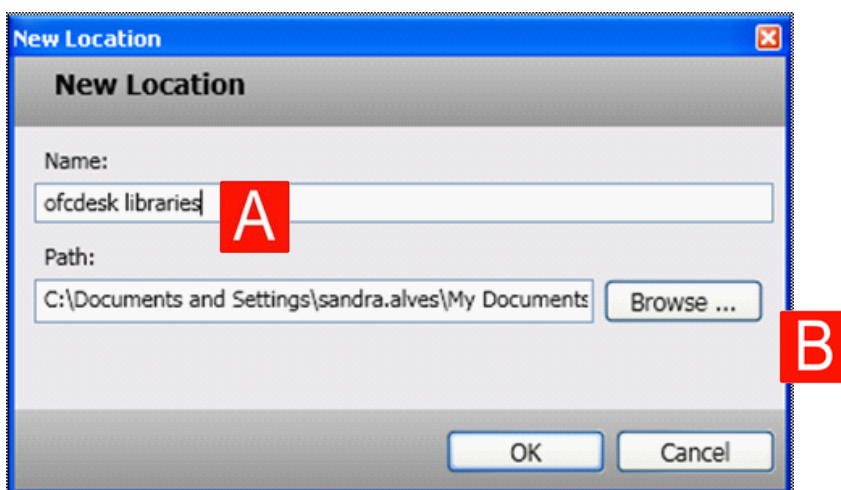 New Location
New Location
Name:
ofcdesk libraries
A
Path:
C:\Documents and Settings\sandra.alves\My Documents
Browse ...
B
OK
Cancel